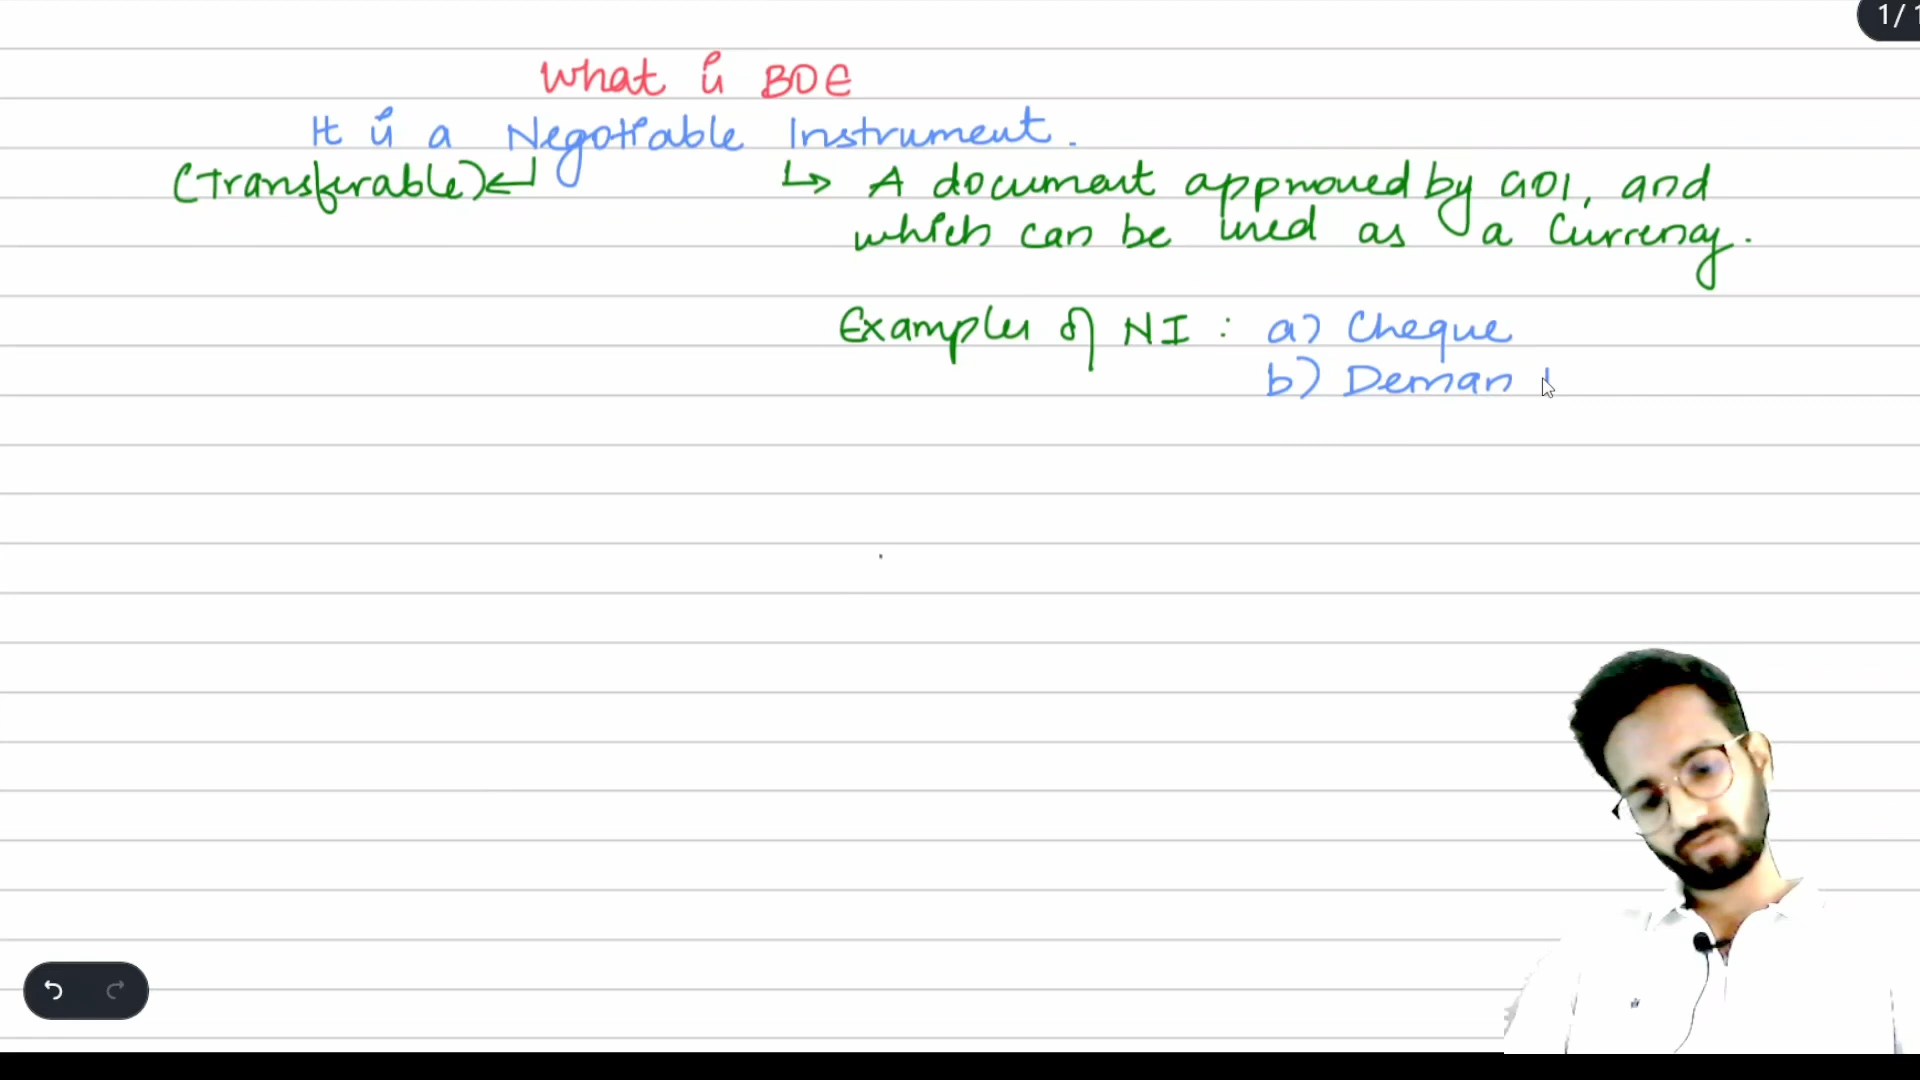 1/1
What is BOE
It is a Negotiable Instrument.
(Transferable) ↵ ↳ A document approved by GOI, and
which can be used as a Currency.
Examples of NI : a) Cheque
b) Deman